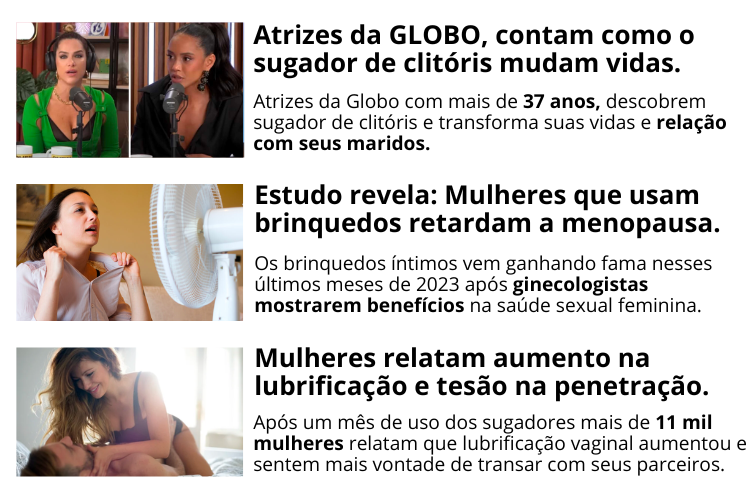 Atrizes da GLOBO, contam como o
sugador de clitóris mudam vidas.
Atrizes da Globo com mais de 37 anos, descobrem
sugador de clitóris e transforma suas vidas e relação
com seus maridos.
Estudo revela: Mulheres que usam
brinquedos retardam a menopausa.
Os brinquedos íntimos vem ganhando fama nesses
últimos meses de 2023 após ginecologistas
mostrarem benefícios na saúde sexual feminina.
Mulheres relatam aumento na
lubrificação e tesão na penetração.
Após um mês de uso dos sugadores mais de 11 mil
mulheres relatam que lubrificação vaginal aumentou e
sentem mais vontade de transar com seus parceiros.